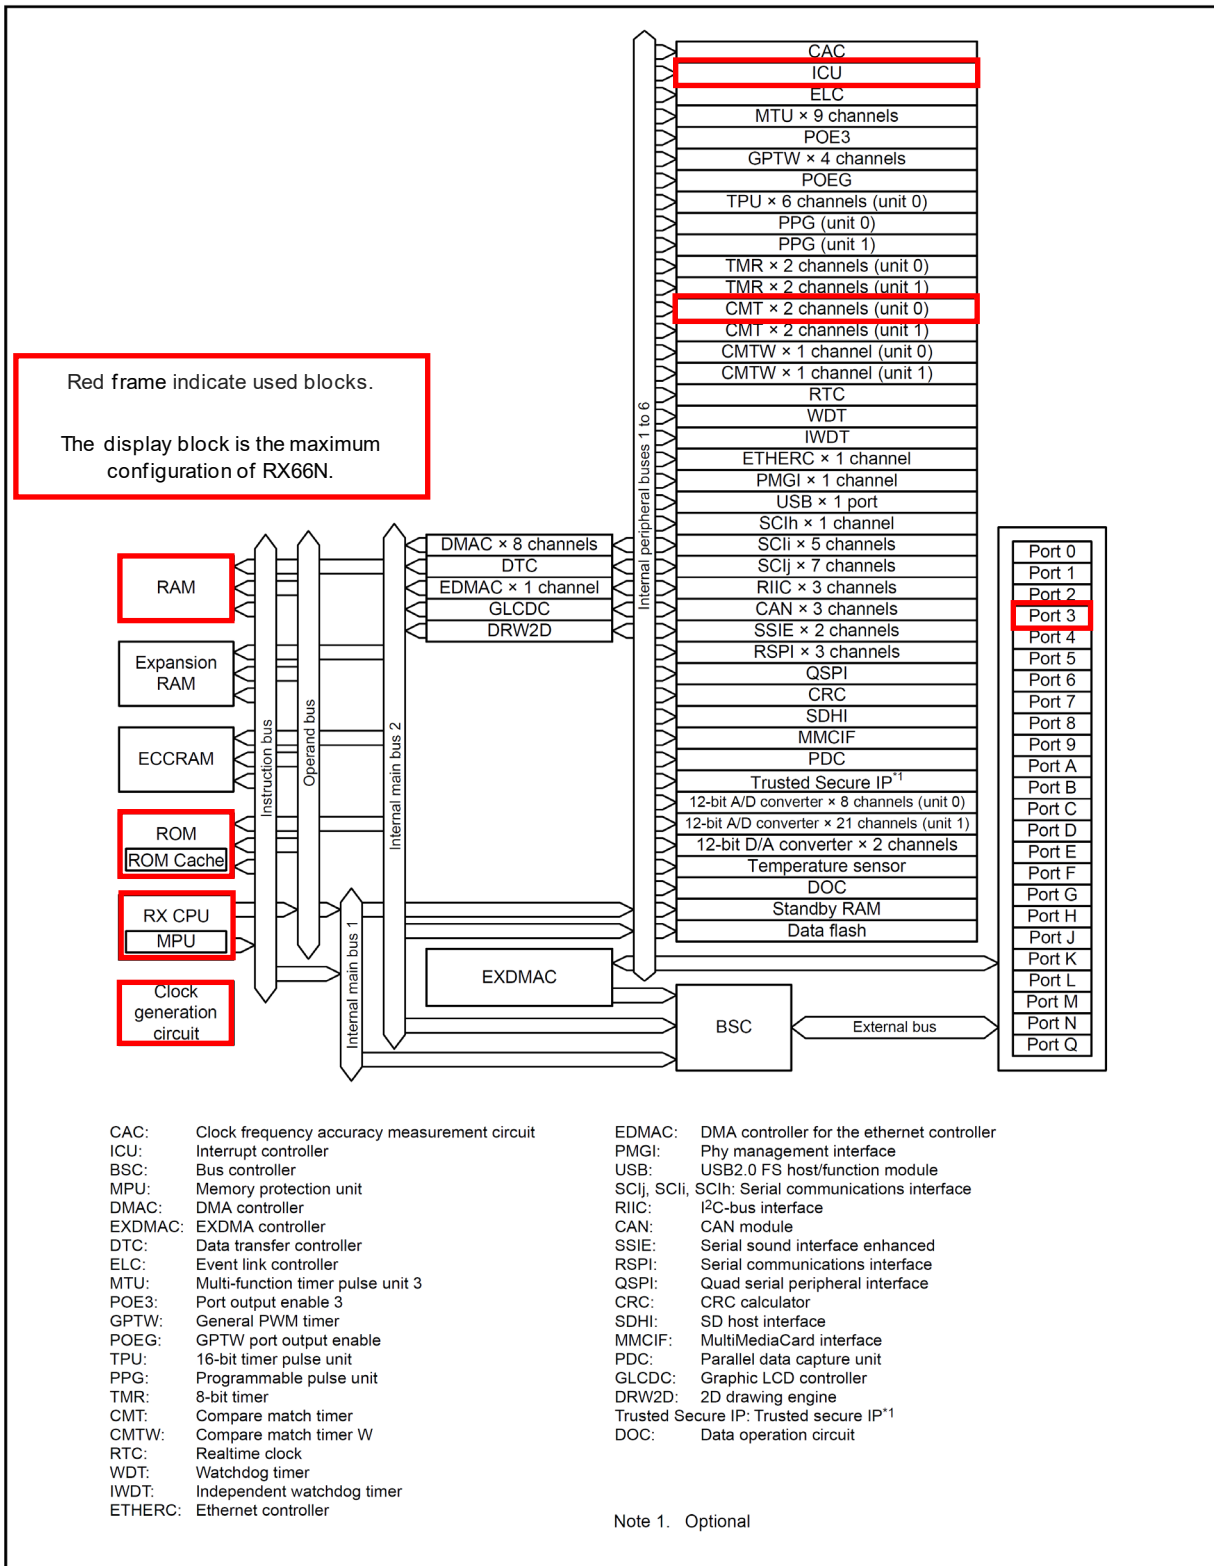 CAC
ICU
ELC
MTU × 9 channels
POE3
GPTW × 4 channels
POEG
TPU × 6 channels (unit 0)
PPG (unit 0)
PPG (unit 1)
TMR × 2 channels (unit 0)
TMR × 2 channels (unit 1)
CMT × 2 channels (unit 0)
CMT × 2 channels (unit 1)
CMTW × 1 channel (unit 0)
CMTW × 1 channel (unit 1)
RTC
WDT
IWDT
ETHERC × 1 channel
PMGI × 1 channel
USB × 1 port
SCIh × 1 channel
SCIi × 5 channels
SCIj × 7 channels
RIIC × 3 channels
CAN × 3 channels
SSIE × 2 channels
RSPI × 3 channels
QSPI
CRC
SDHI
MMCIF
PDC
Trusted Secure IP*1
12-bit A/D converter × 8 channels (unit 0)
12-bit A/D converter × 21 channels (unit 1)
12-bit D/A converter × 2 channels
Temperature sensor
DOC
Standby RAM
Data flash
Red frame indicate used blocks.
The display block is the maximum
configuration of RX66N.
Internal peripheral buses 1 to 6
DMAC × 8 channels
DTC
EDMAC × 1 channel
GLCDC
DRW2D
RAM
Expansion
RAM
ECCRAM
ROM
ROM Cache
RX CPU
MPU
Clock
generation
circuit
Instruction bus
Operand bus
Internal main bus 1
Internal main bus 2
EXDMAC
BSC
External bus
Port 0
Port 1
Port 2
Port 3
Port 4
Port 5
Port 6
Port 7
Port 8
Port 9
Port A
Port B
Port C
Port D
Port E
Port F
Port G
Port H
Port J
Port K
Port L
Port M
Port N
Port Q
CAC: Clock frequency accuracy measurement circuit
ICU: Interrupt controller
BSC: Bus controller
MPU: Memory protection unit
DMAC: DMA controller
EXDMAC: EXDMA controller
DTC: Data transfer controller
ELC: Event link controller
MTU: Multi-function timer pulse unit 3
POE3: Port output enable 3
GPTW: General PWM timer
POEG: GPTW port output enable
TPU: 16-bit timer pulse unit
PPG: Programmable pulse unit
TMR: 8-bit timer
CMT: Compare match timer
CMTW: Compare match timer W
RTC: Realtime clock
WDT: Watchdog timer
IWDT: Independent watchdog timer
ETHERC: Ethernet controller
EDMAC: DMA controller for the ethernet controller
PMGI: Phy management interface
USB: USB2.0 FS host/function module
SCIj, SCIi, SCIh: Serial communications interface
RIIC: I2C-bus interface
CAN: CAN module
SSIE: Serial sound interface enhanced
RSPI: Serial communications interface
QSPI: Quad serial peripheral interface
CRC: CRC calculator
SDHI: SD host interface
MMCIF: MultiMediaCard interface
PDC: Parallel data capture unit
GLCDC: Graphic LCD controller
DRW2D: 2D drawing engine
Trusted Secure IP: Trusted secure IP*1
DOC: Data operation circuit
Note 1. Optional